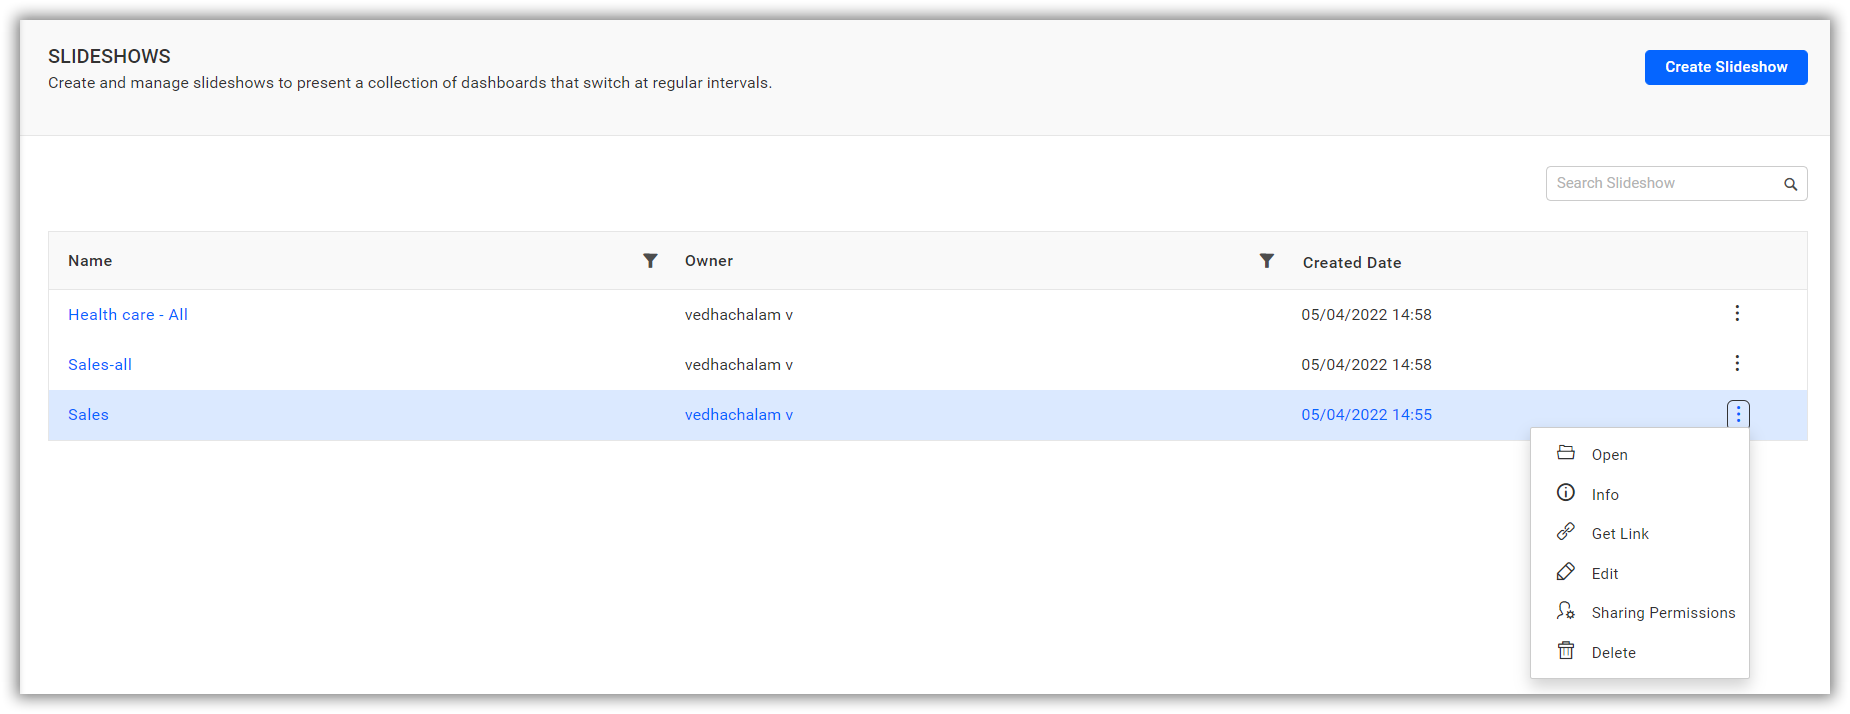 SLIDESHOWS
Create and manage slideshows to present a collection of dashboards that switch at regular intervals.
Create Slideshow
Search Slideshow
Name Owner Created Date
Health care - All vedhachalam v 05/04/2022 14:58
Sales-all vedhachalam v 05/04/2022 14:58
Sales vedhachalam v 05/04/2022 14:55
Open
Info
Get Link
Edit
Sharing Permissions
Delete